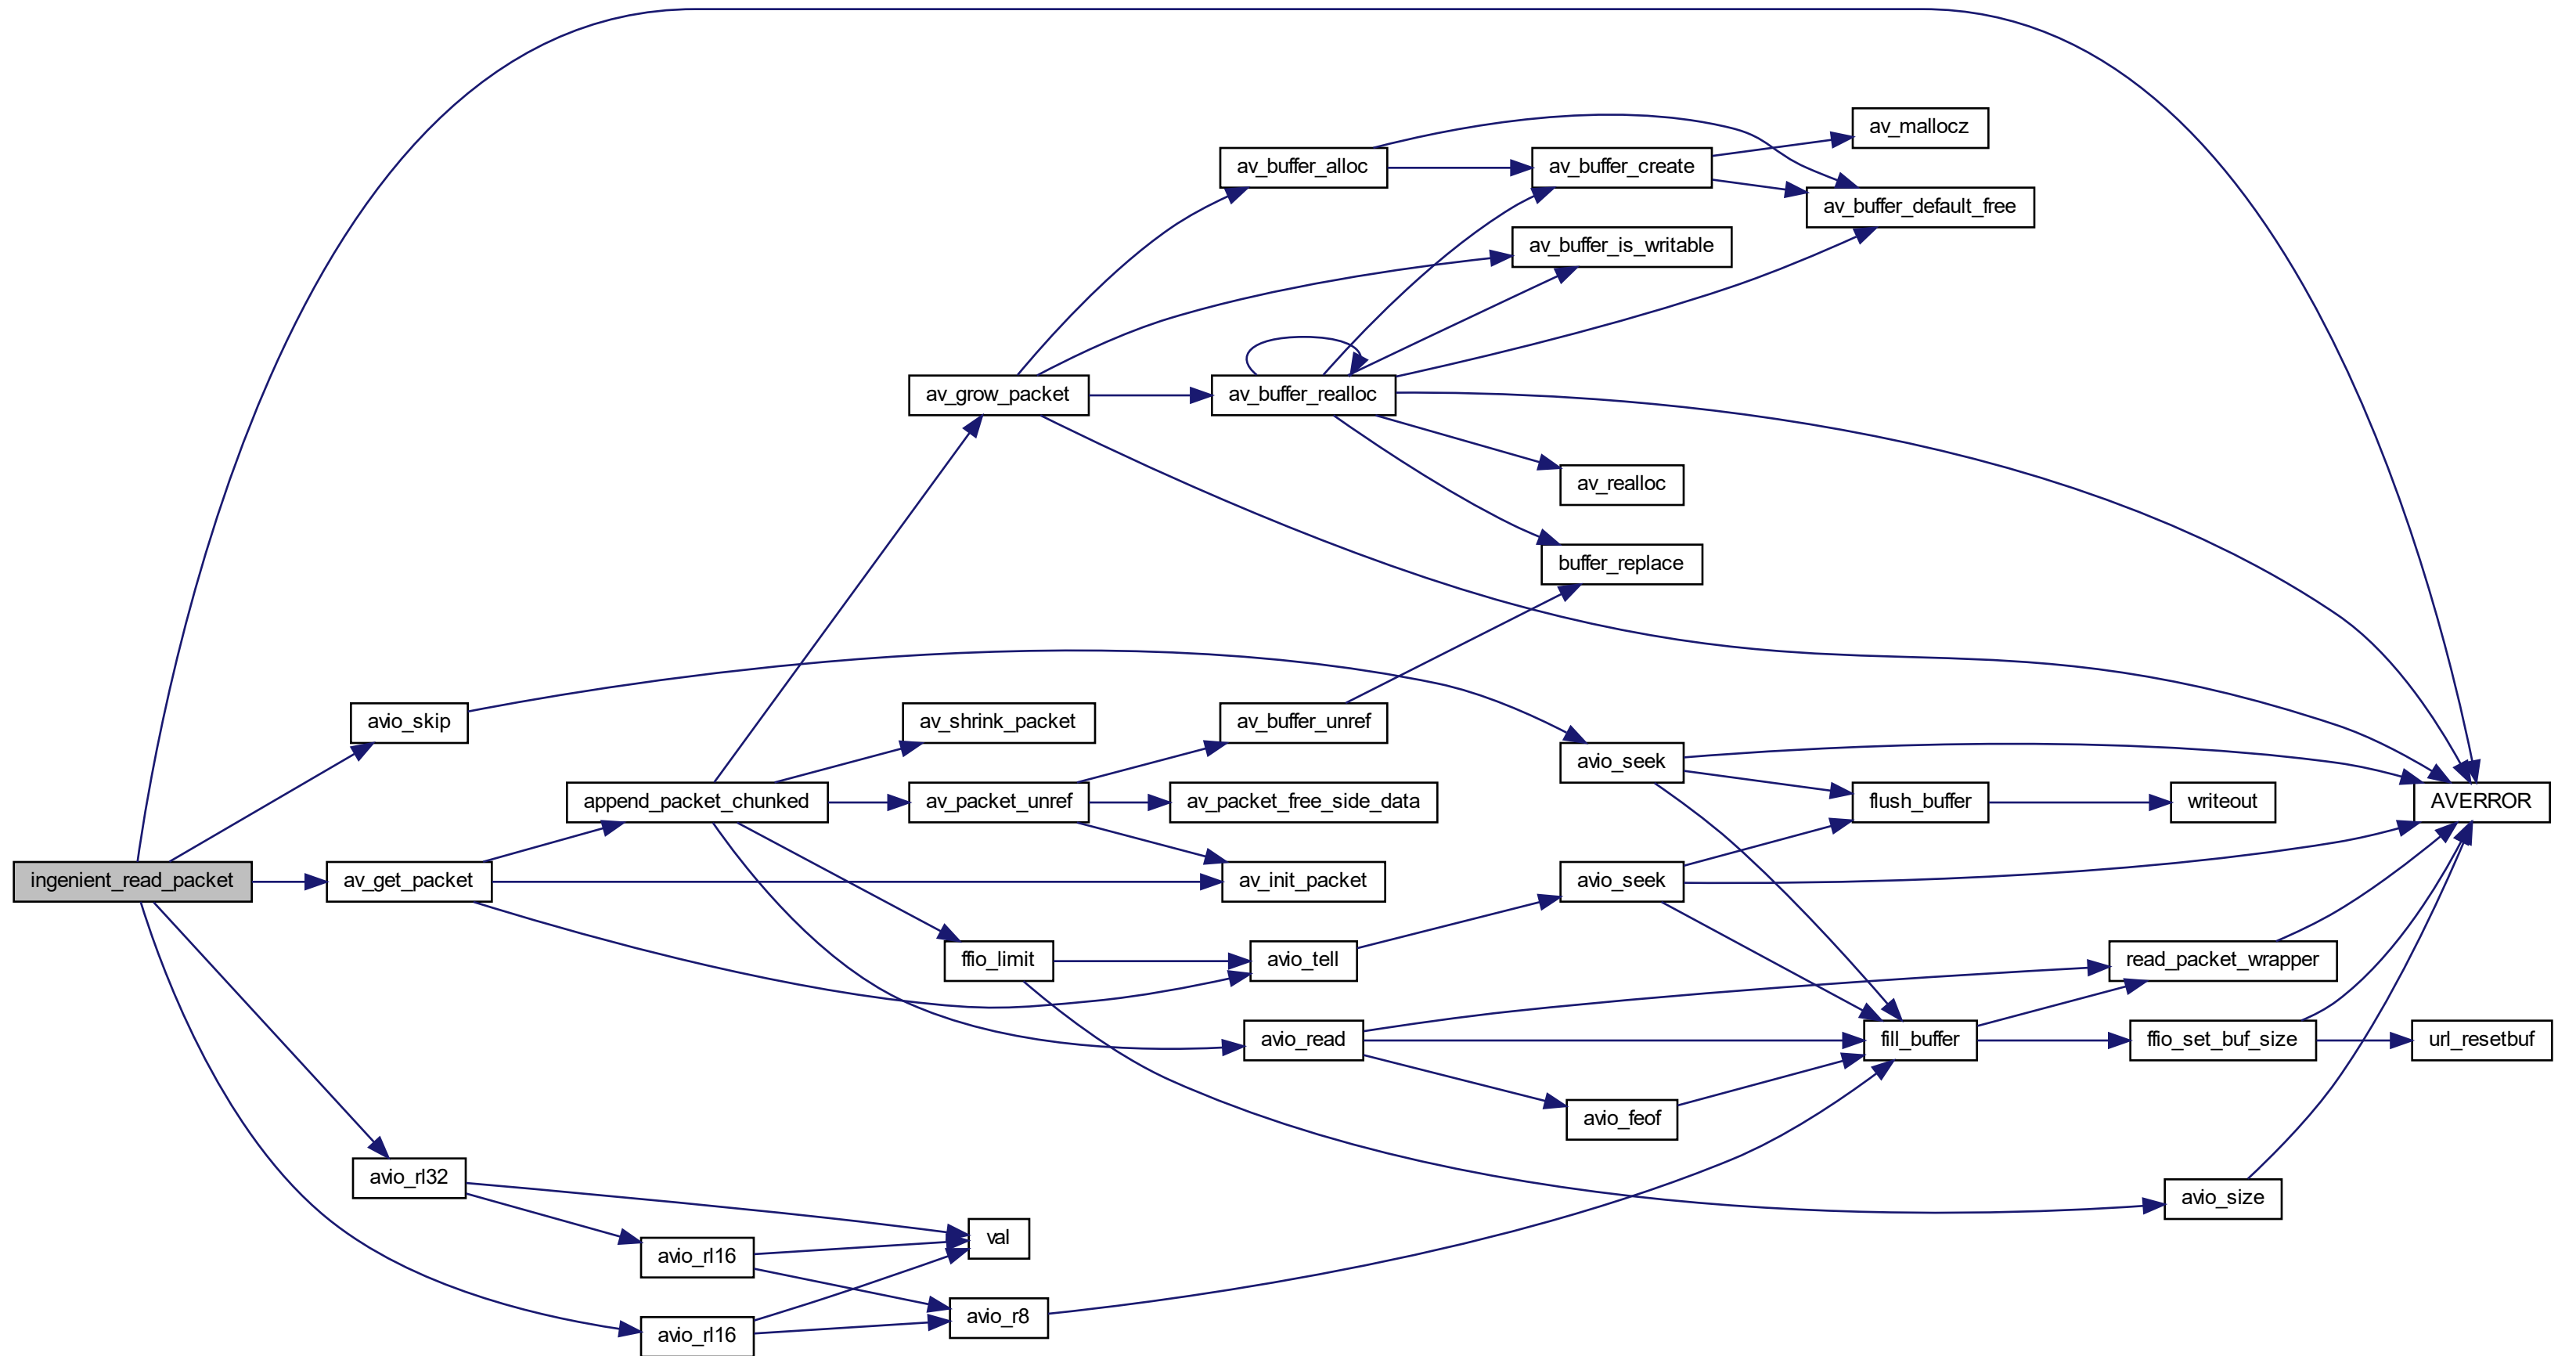 av_mallocz
av_buffer_alloc
av_buffer_create
av_buffer_default_free
av_buffer_is_writable
av_grow_packet
av_buffer_realloc
av_realloc
buffer_replace
avio_skip
av_shrink_packet
av_buffer_unref
avio_seek
append_packet_chunked
av_packet_unref
av_packet_free_side_data
flush_buffer
writeout
AVERROR
ingenient_read_packet
av_get_packet
av_init_packet
avio_seek
ffio_limit
avio_tell
read_packet_wrapper
avio_read
fill_buffer
ffio_set_buf_size
url_resetbuf
avio_feof
avio_rl32
avio_size
val
avio_rl16
avio_r8
avio_rl16